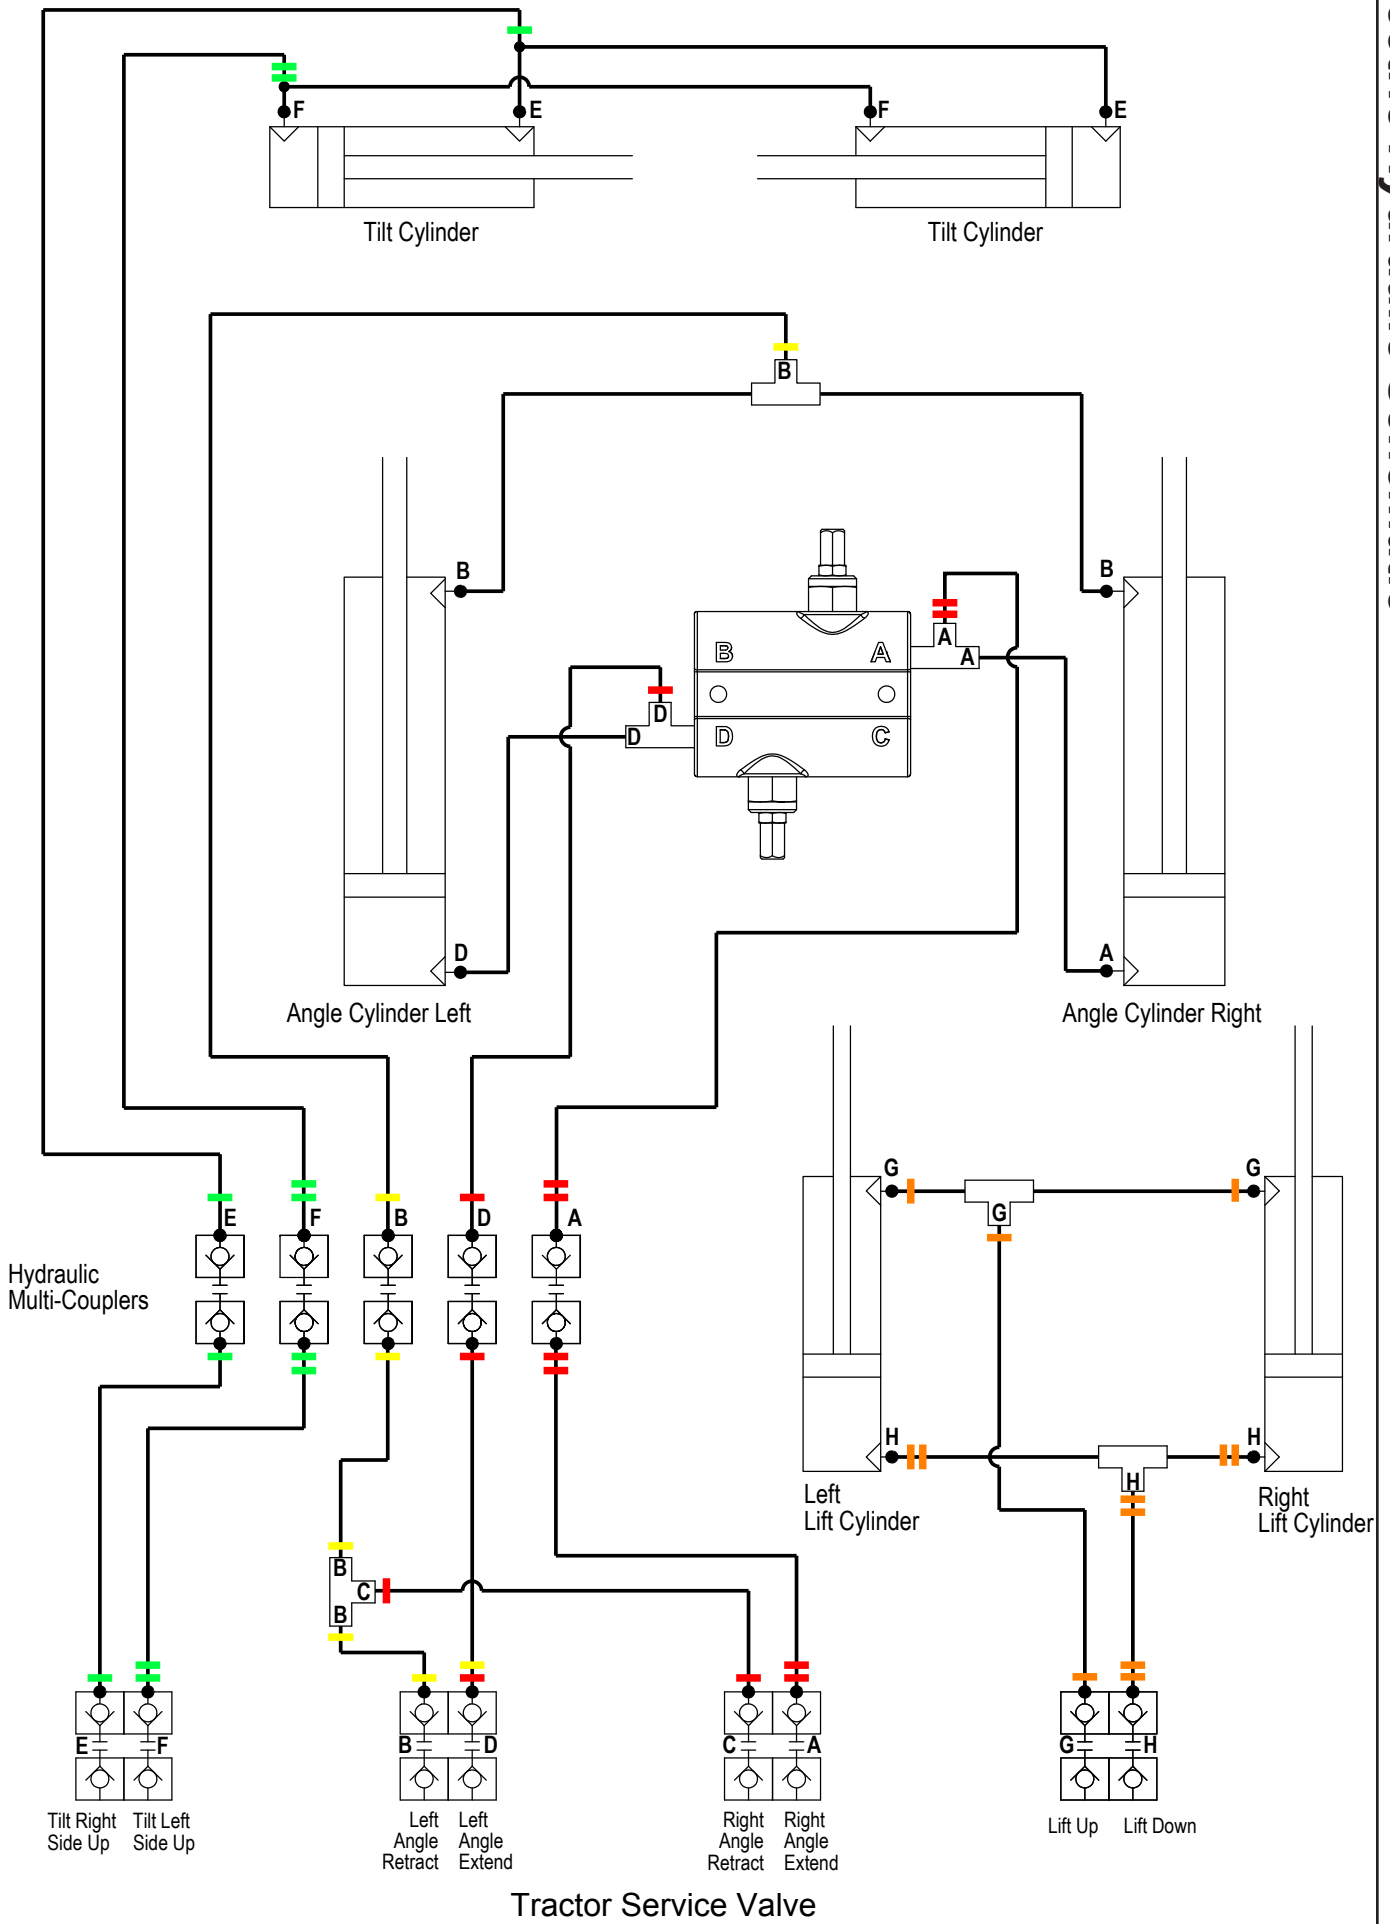 F
E
F
E
Tilt Cylinder
Tilt Cylinder
B
B
B
B
A
A
A
D
D
D
C
D
A
Angle Cylinder Left
Angle Cylinder Right
G
G
G
E
F
B
D
A
Hydraulic
Multi-Couplers
H
H
H
Left
Lift Cylinder
Right
Lift Cylinder
B
C
B
E
F
B
D
C
A
G
H
Tilt Right
Side Up
Tilt Left
Side Up
Left
Angle
Retract
Left
Angle
Extend
Right
Angle
Retract
Right
Angle
Extend
Lift Up
Lift Down
Tractor Service Valve